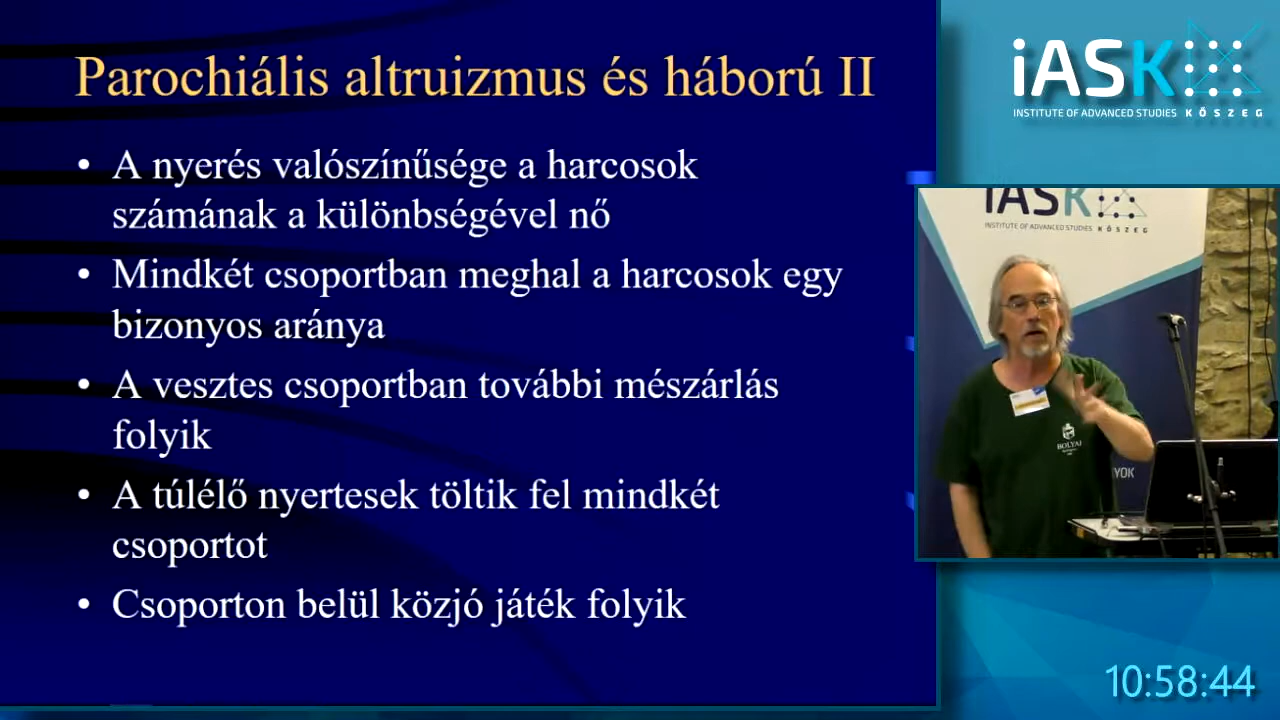 Parochiális altruizmus és háború II
• A nyerés valószínűsége a harcosok
számának a különbségével nő
• Mindkét csoportban meghal a harcosok egy
bizonyos aránya
• A vesztes csoportban további mészárlás
folyik
• A túlélő nyertesek töltik fel mindkét
csoportot
• Csoporton belül közjó játék folyik
iASK
INSTITUTE OF ADVANCED STUDIES KŐSZEG
iASK
INSTITUTE OF ADVANCED STUDIES KŐSZEG
BOLYAI
YOK
10:58:44